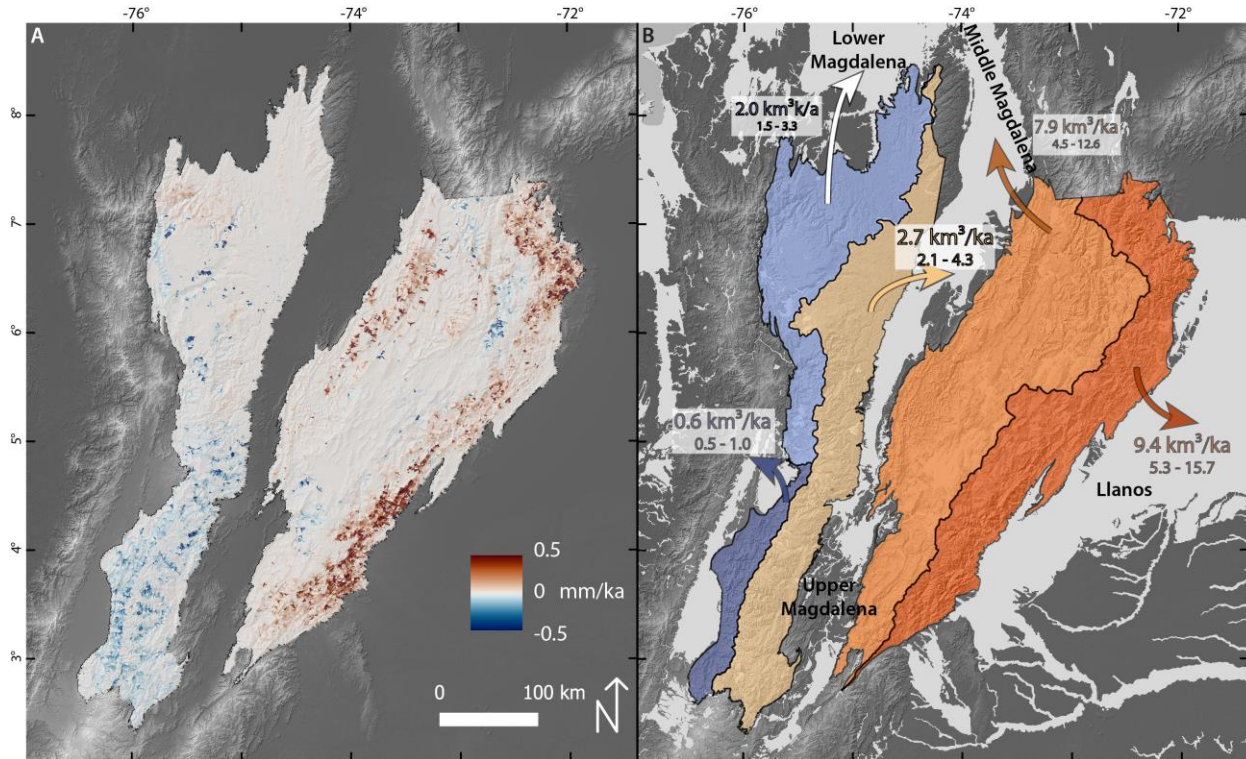 -76
-74
-72
A
8°
7°
6°
5°
4°
3°
0.5
0 mm/ka
-0.5
0 100 km
N
-76
-74
-72°
B
Lower
Magdalena
Middle Magdalena
2.0 km³k/a
1.5 - 3.3
7.9 km³/ka
4.5 - 12.6
2.7 km³/ka
2.1 - 4.3
0.6 km³/ka
0.5 - 1.0
9.4 km³/ka
5.3 - 15.7
Llanos
Upper
Magdalena